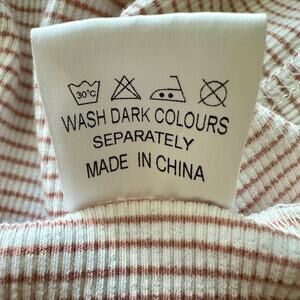 30°C
WASH DARK COLOURS
SEPARATELY
MADE IN CHINA